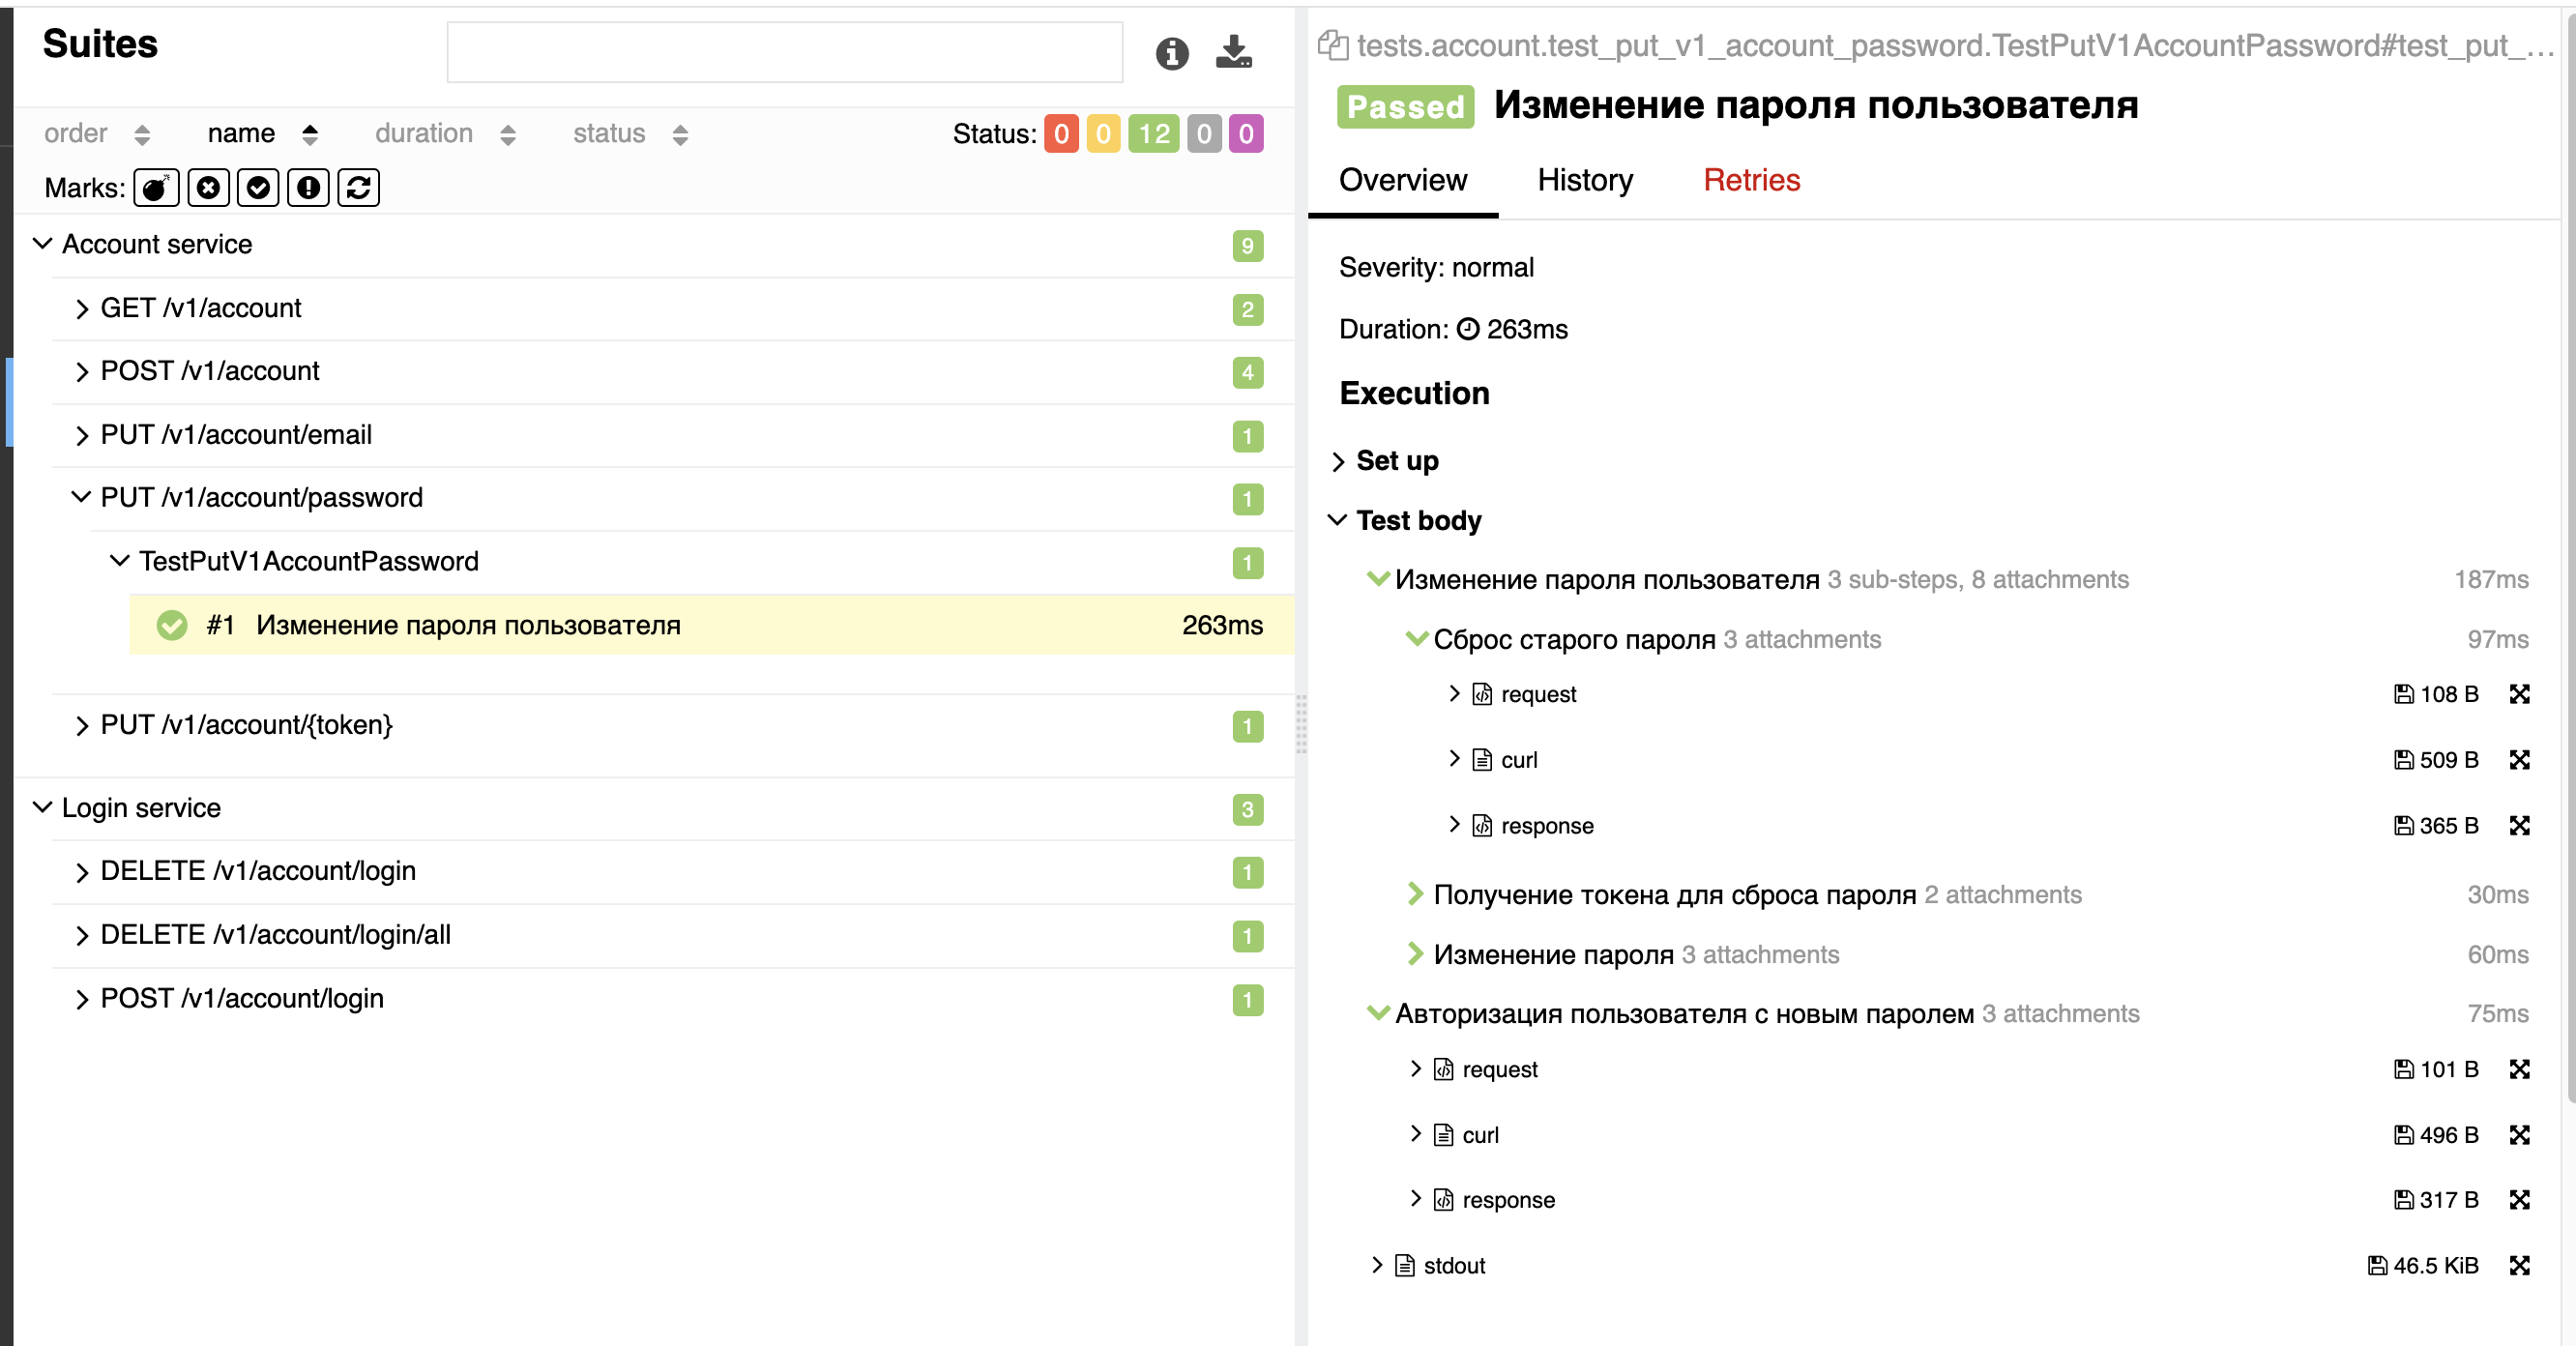 Suites
order name duration status Status: 0 0 12 0 0
Marks:
Account service 9
GET /v1/account 2
POST /v1/account 4
PUT /v1/account/email 1
PUT /v1/account/password 1
TestPutV1AccountPassword 1
#1 Изменение пароля пользователя 263ms
PUT /v1/account/{token} 1
Login service 3
DELETE /v1/account/login 1
DELETE /v1/account/login/all 1
POST /v1/account/login 1
tests.account.test_put_v1_account_password.TestPutV1AccountPassword#test_put_...
Passed Изменение пароля пользователя
Overview History Retries
Severity: normal
Duration: 263ms
Execution
Set up
Test body
Изменение пароля пользователя 3 sub-steps, 8 attachments 187ms
Сброс старого пароля 3 attachments 97ms
request 108 B
curl 509 B
response 365 B
Получение токена для сброса пароля 2 attachments 30ms
Изменение пароля 3 attachments 60ms
Авторизация пользователя с новым паролем 3 attachments 75ms
request 101 B
curl 496 B
response 317 B
stdout 46.5 KiB